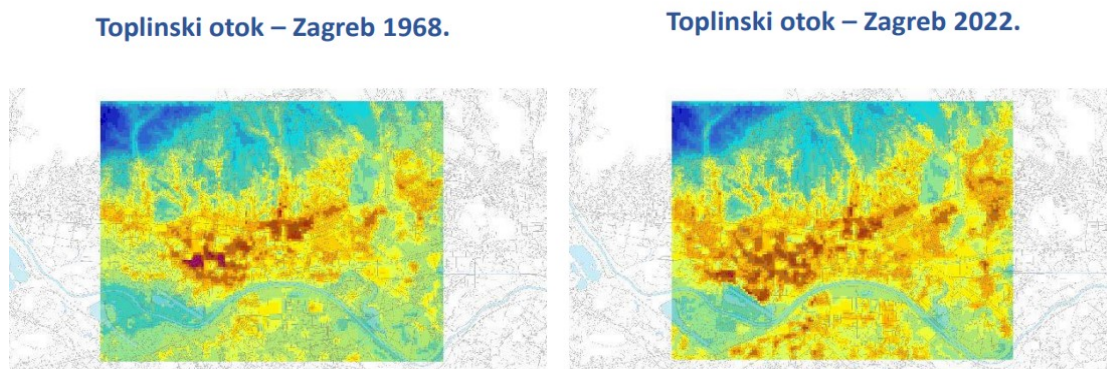 Toplinski otok – Zagreb 1968.
Toplinski otok – Zagreb 2022.